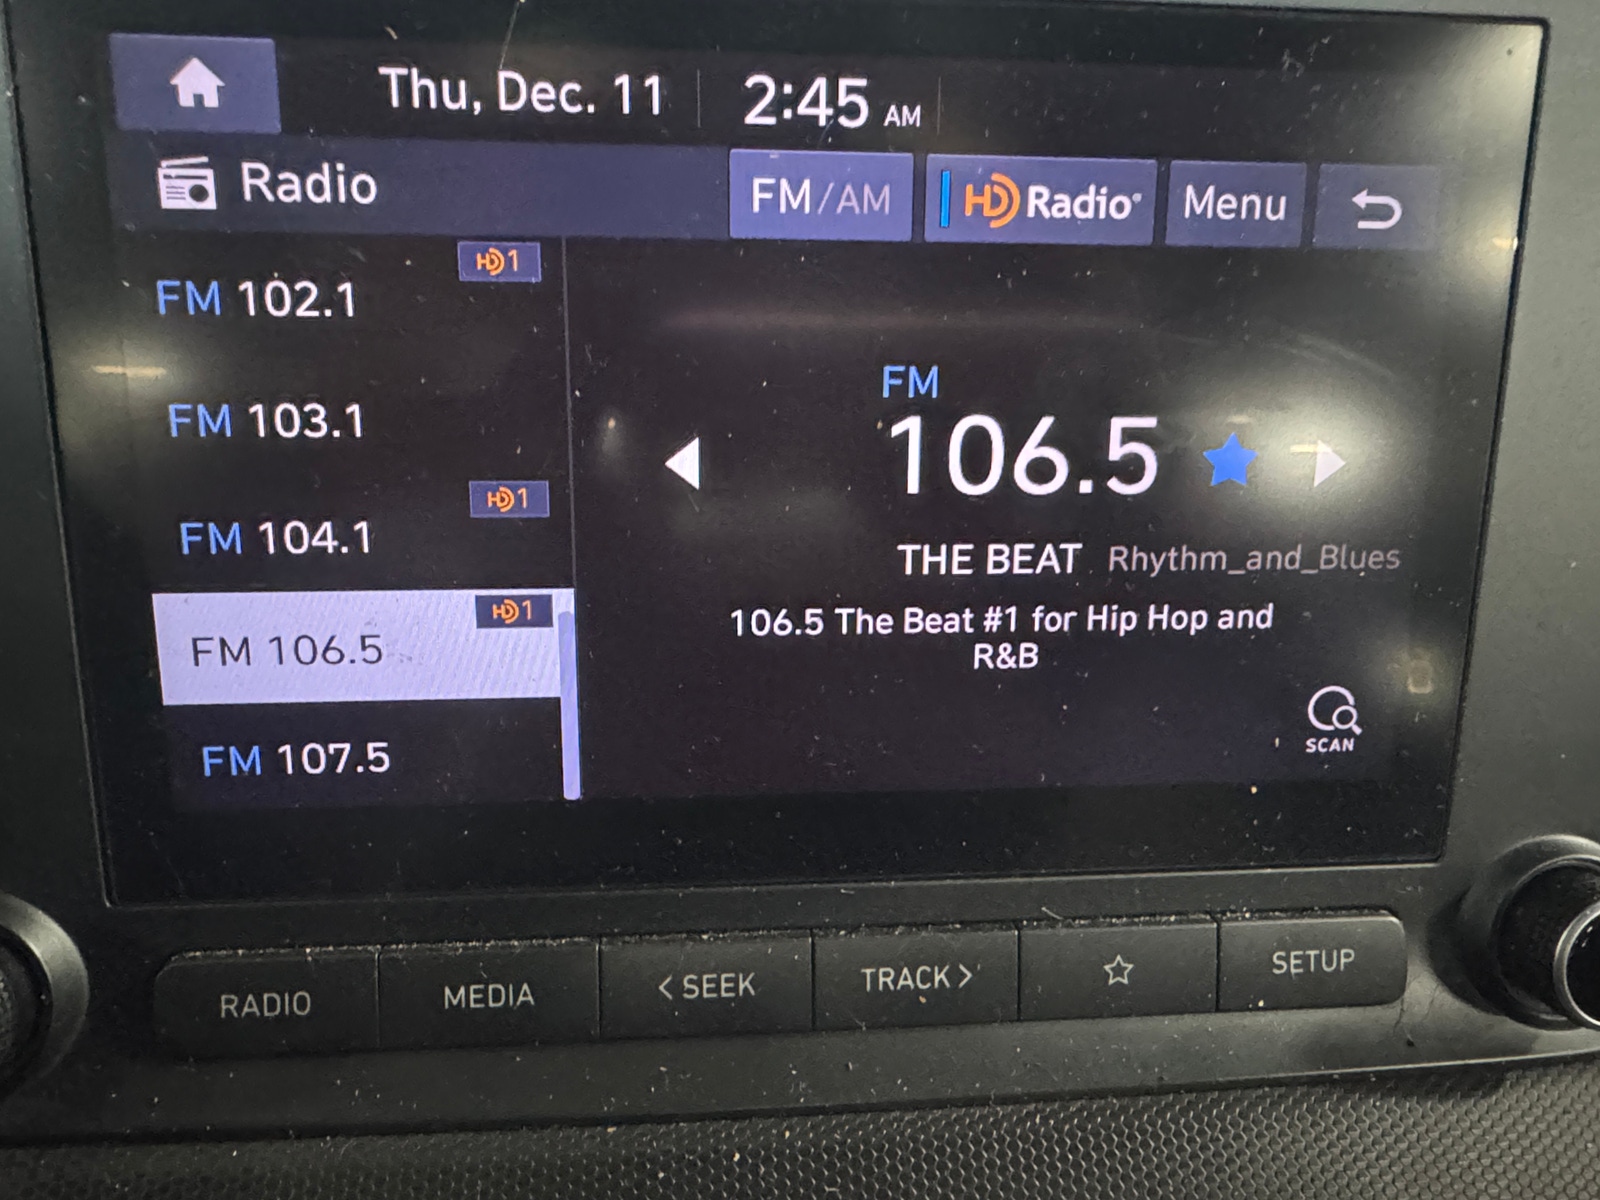 Thu, Dec. 11 2:45 AM
Radio FM/AM HD Radio® Menu
HD1
FM 102.1
FM 103.1
HD1
FM 104.1
HD1
FM 106.5
FM 107.5
FM
106.5
THE BEAT Rhythm_and_Blues
106.5 The Beat #1 for Hip Hop and
R&B
SCAN
RADIO MEDIA < SEEK TRACK > SETUP